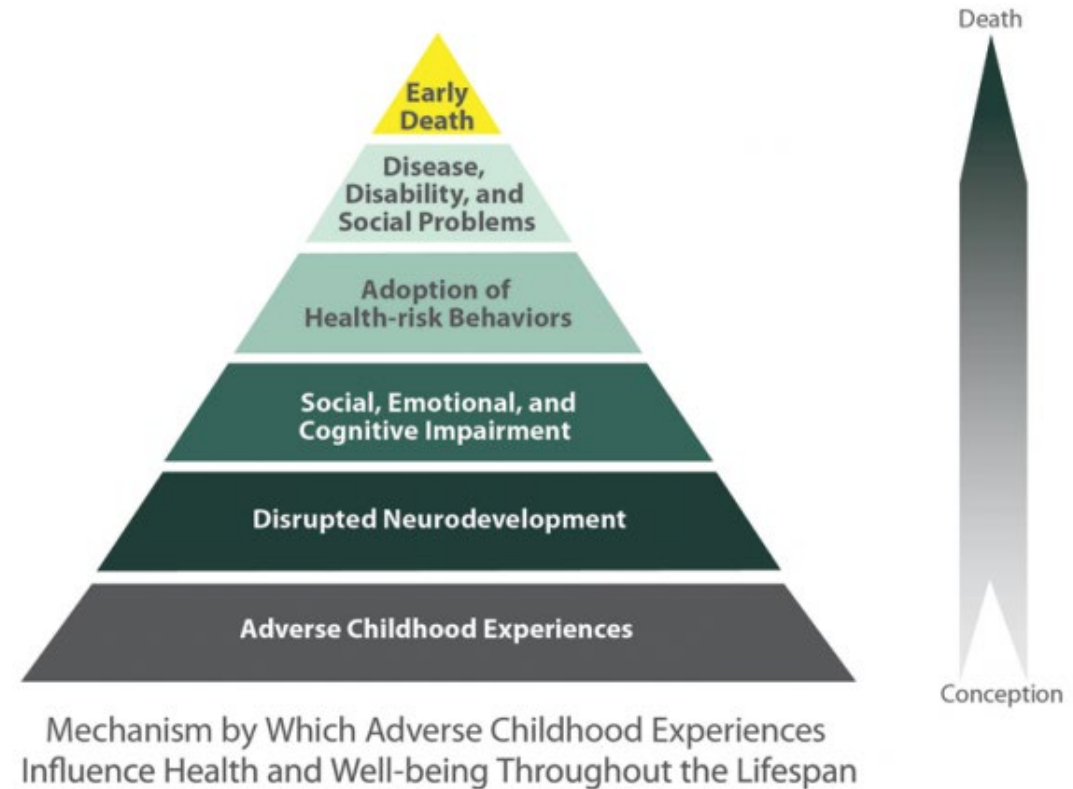 Death
Early
Death
Disease,
Disability, and
Social Problems
Adoption of
Health-risk Behaviors
Social, Emotional, and
Cognitive Impairment
Disrupted Neurodevelopment
Adverse Childhood Experiences
Conception
Mechanism by Which Adverse Childhood Experiences
Influence Health and Well-being Throughout the Lifespan